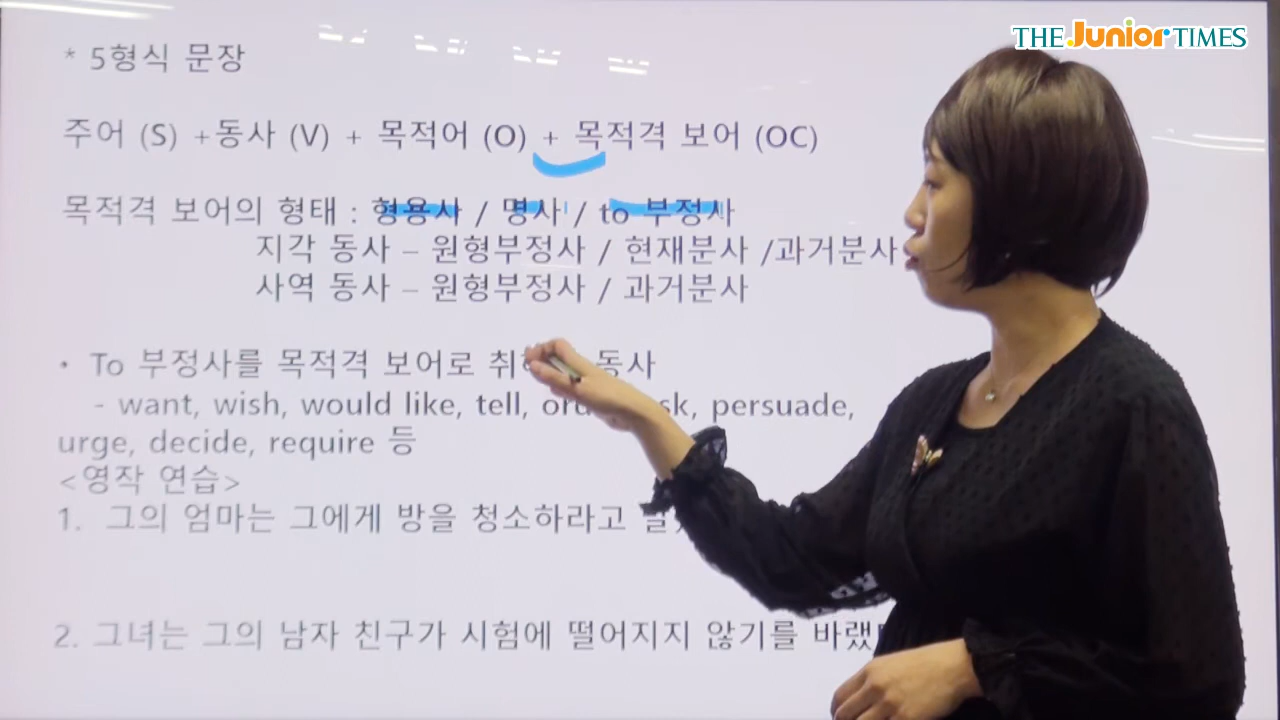 THE Junior TIMES
* 5형식 문장
주어 (S) +동사 (V) + 목적어 (O) + 목적격 보어 (OC)
목적격 보어의 형태 : 형용사 / 명사 / to 부정사
지각 동사 – 원형부정사 / 현재분사 /과거분사
사역 동사 – 원형부정사 / 과거분사
• To 부정사를 목적격 보어로 동사
- want, wish, would like, tell, persuade,
urge, decide, require 등
<영작 연습>
1. 그의 엄마는 그에게 방을 청소하라고
2. 그녀는 그의 남자 친구가 시험에 떨어지지 않기를